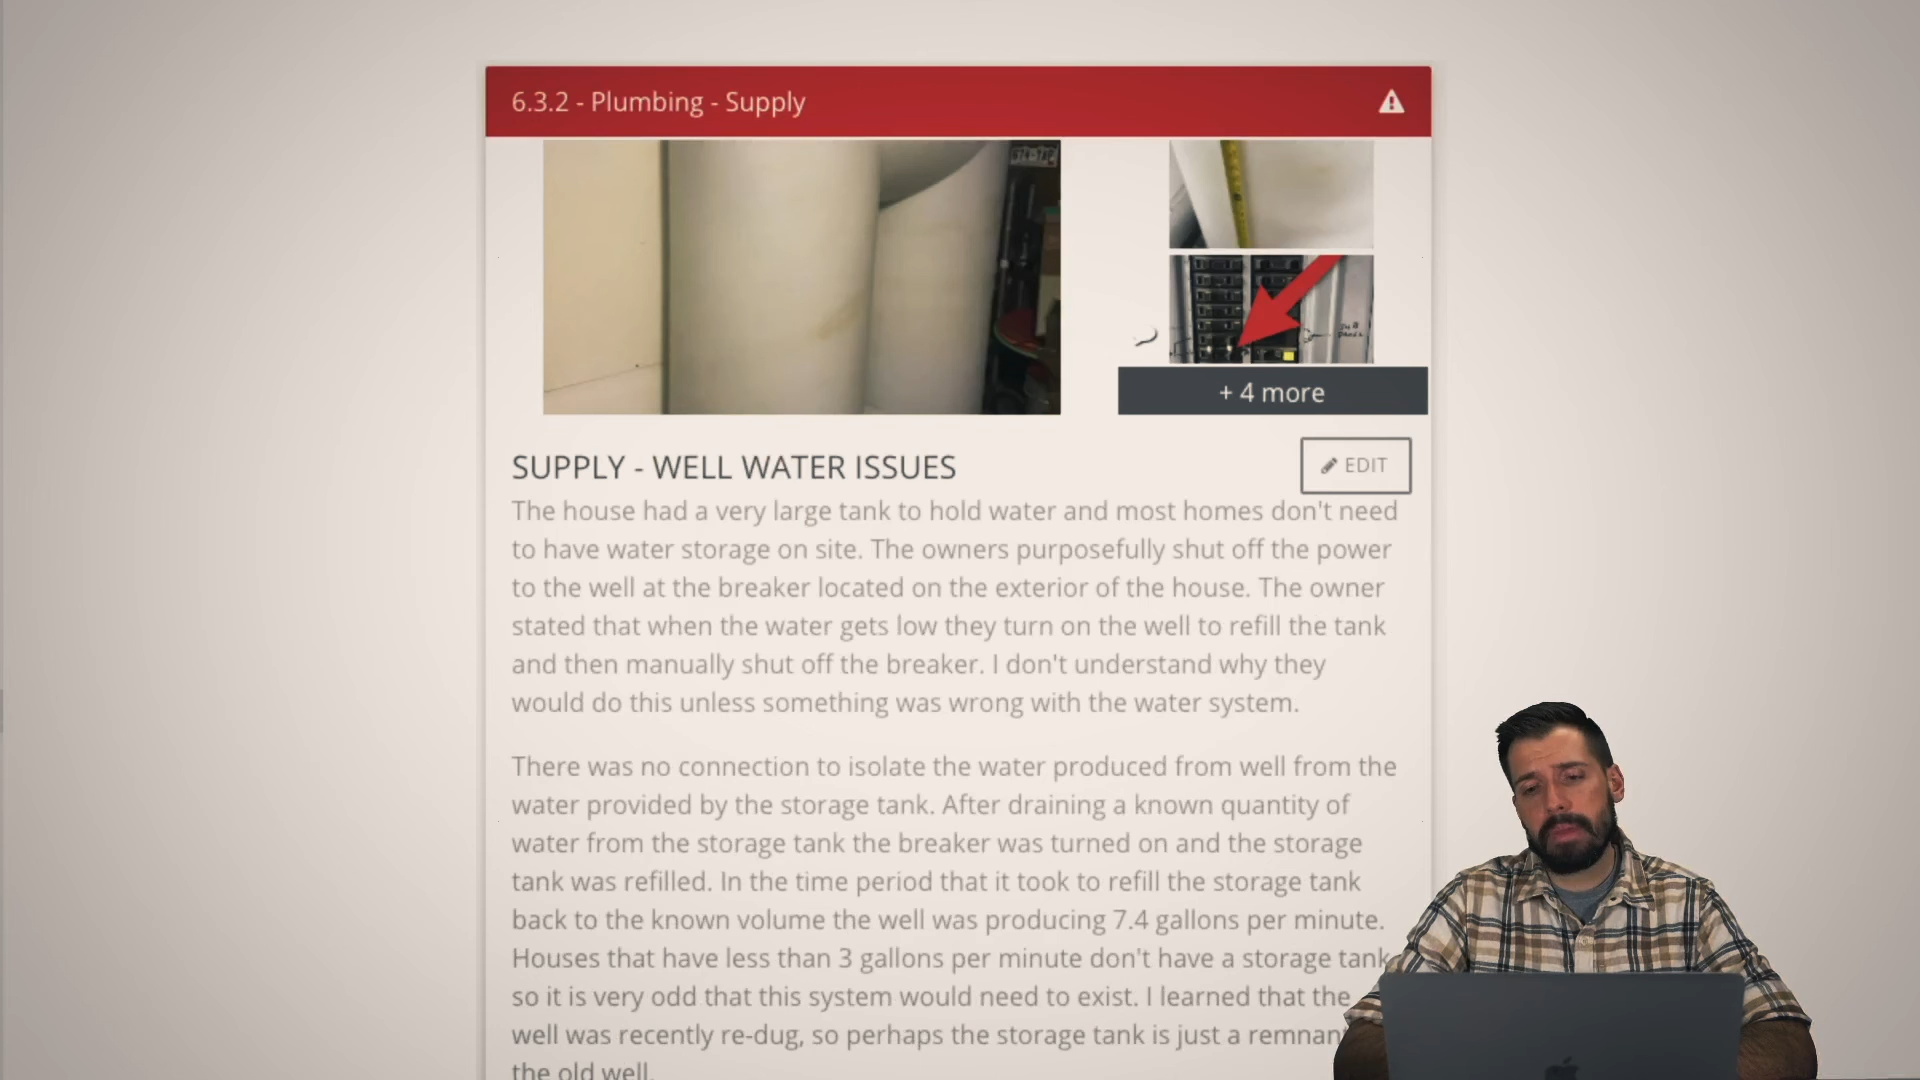 6.3.2 - Plumbing - Supply
+ 4 more
SUPPLY - WELL WATER ISSUES
EDIT
The house had a very large tank to hold water and most homes don't need
to have water storage on site. The owners purposefully shut off the power
to the well at the breaker located on the exterior of the house. The owner
stated that when the water gets low they turn on the well to refill the tank
and then manually shut off the breaker. I don't understand why they
would do this unless something was wrong with the water system.
There was no connection to isolate the water produced from well from the
water provided by the storage tank. After draining a known quantity of
water from the storage tank the breaker was turned on and the storage
tank was refilled. In the time period that it took to refill the storage tank
back to the known volume the well was producing 7.4 gallons per minute.
Houses that have less than 3 gallons per minute don't have a storage tank
so it is very odd that this system would need to exist. I learned that the
well was recently re-dug, so perhaps the storage tank is just a remnan
the old well.